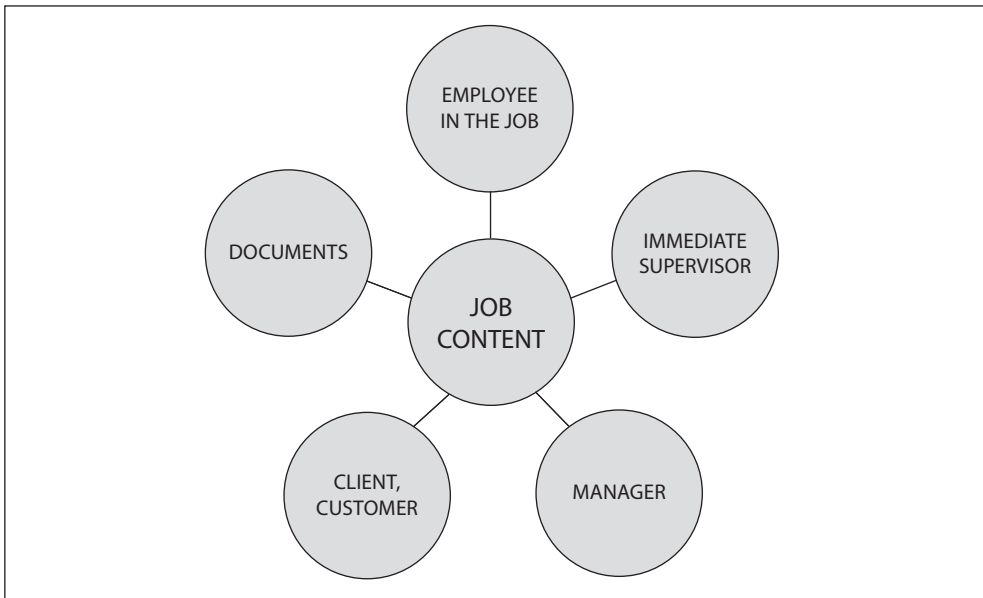 EMPLOYEE
IN THE JOB
DOCUMENTS
IMMEDIATE
SUPERVISOR
JOB
CONTENT
CLIENT,
CUSTOMER
MANAGER